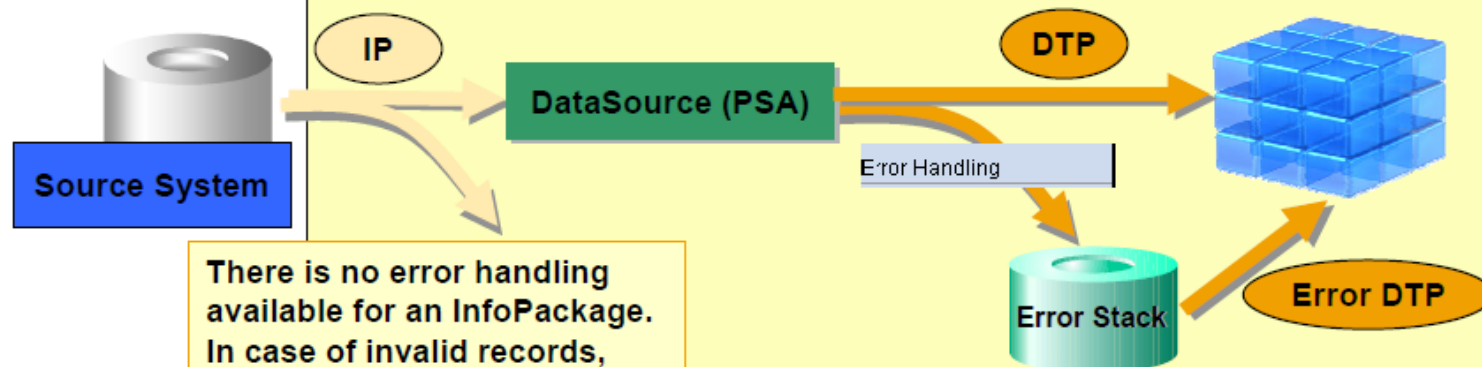 IP
DTP
DataSource (PSA)
Error Handling
Source System
There is no error handling
available for an InfoPackage.
In case of invalid records,
Error Stack
Error DTP